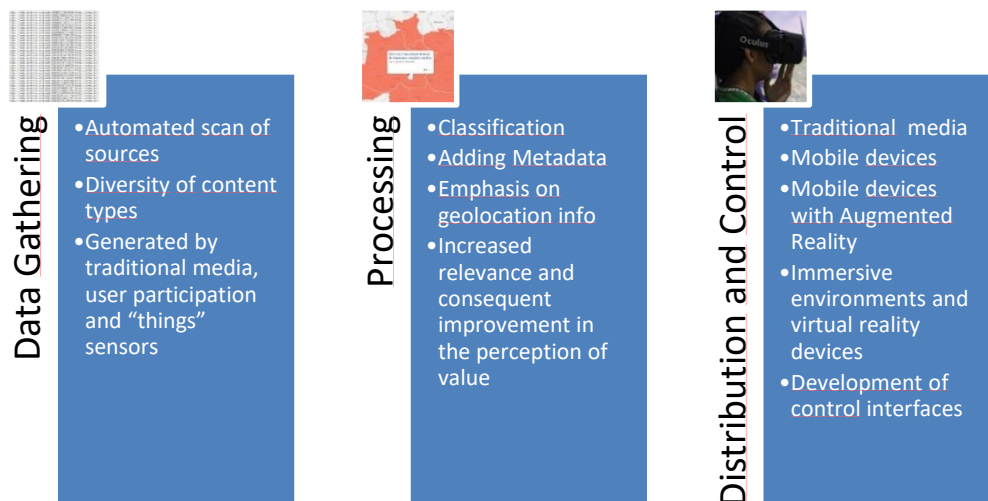 Data Gathering
•Automated scan of
sources
•Diversity of content
types
•Generated by
traditional media,
user participation
and “things”
sensors
Processing
•Classification
•Adding Metadata
•Emphasis on
geolocation info
•Increased
relevance and
consequent
improvement in
the perception of
value
Oculus
Distribution and Control
•Traditional media
•Mobile devices
•Mobile devices
with Augmented
Reality
•Immersive
environments and
virtual reality
devices
•Development of
control interfaces